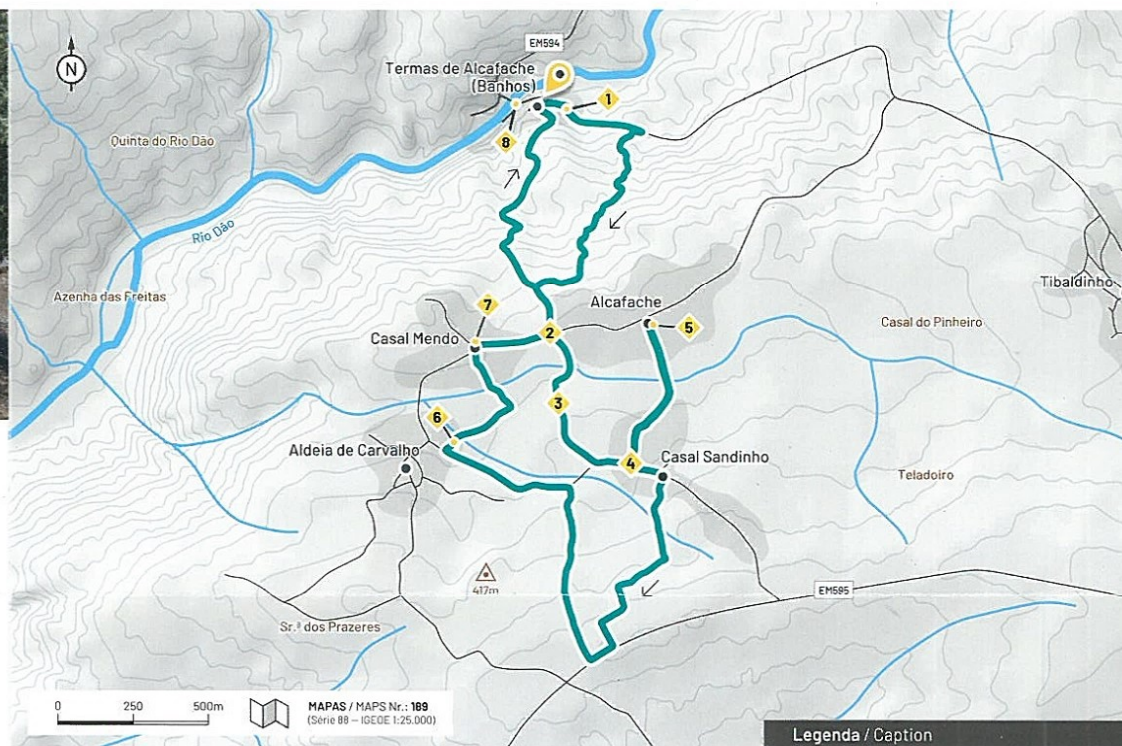 N
EM594
Termas de Alcafache
(Banhos)
1
8
Quinta do Rio Dão
Rio Dão
Azenha das Freitas
Tibaldinho
7
Alcafache
2
5
Casal do Pinheiro
Casal Mendo
3
6
Aldeia de Carvalho
4
Casal Sandinho
Teladoiro
417m
EM595
Sr.ª dos Prazeres
0 250 500m
MAPAS / MAPS Nr.: 189
(Série 88 – IGEOE 1:25.000)
Legenda / Caption